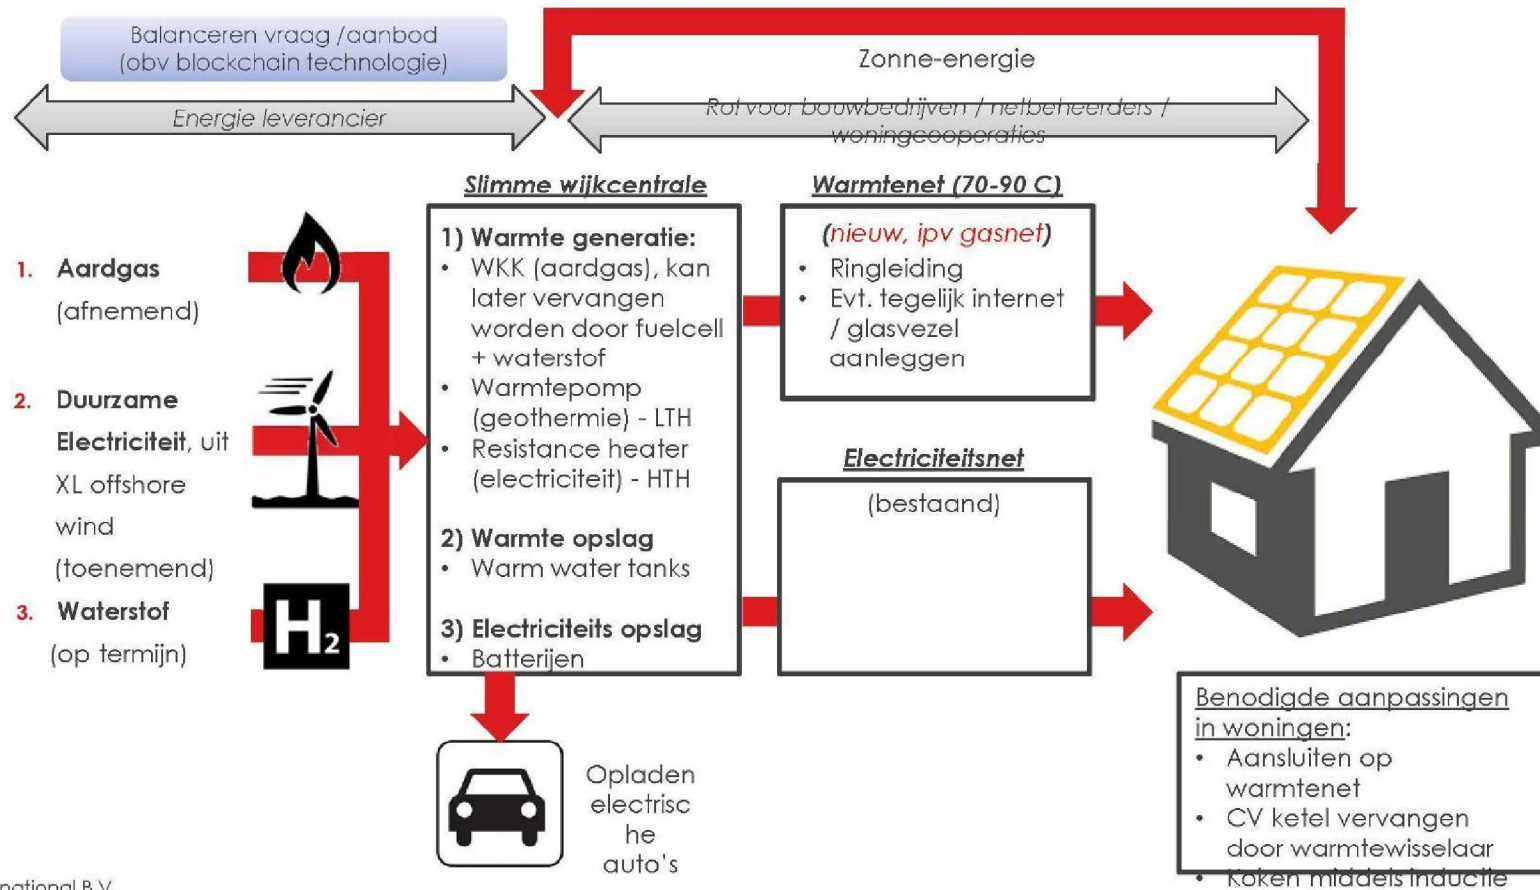 Balanceren vraag /aanbod
(obv blockchain technologie)
Zonne-energie
Energie leverancier
Rol voor bouwbedrijven / netbeheerders /
woningcooperaties
Slimme wijkcentrale
1) Warmte generatie:
• WKK (aardgas), kan
later vervangen
worden door fuelcell
+ waterstof
• Warmtepomp
(geothermie) - LTH
• Resistance heater
(electriciteit) - HTH
2) Warmte opslag
• Warm water tanks
3) Electriciteits opslag
• Batterijen
Warmtenet (70-90 C)
(nieuw, ipv gasnet)
• Ringleiding
• Evt. tegelijk internet
/ glasvezel
aanleggen
1. Aardgas
(afnemend)
2. Duurzame
Electriciteit, uit
XL offshore
wind
(toenemend)
3. Waterstof
(op termijn)
H2
Electriciteitsnet
(bestaand)
Opladen
electrisc
he
auto's
Benodigde aanpassingen
in woningen:
• Aansluiten op
warmtenet
• CV ketel vervangen
door warmtewisselaar
• Koken middels inductie
national B.V.